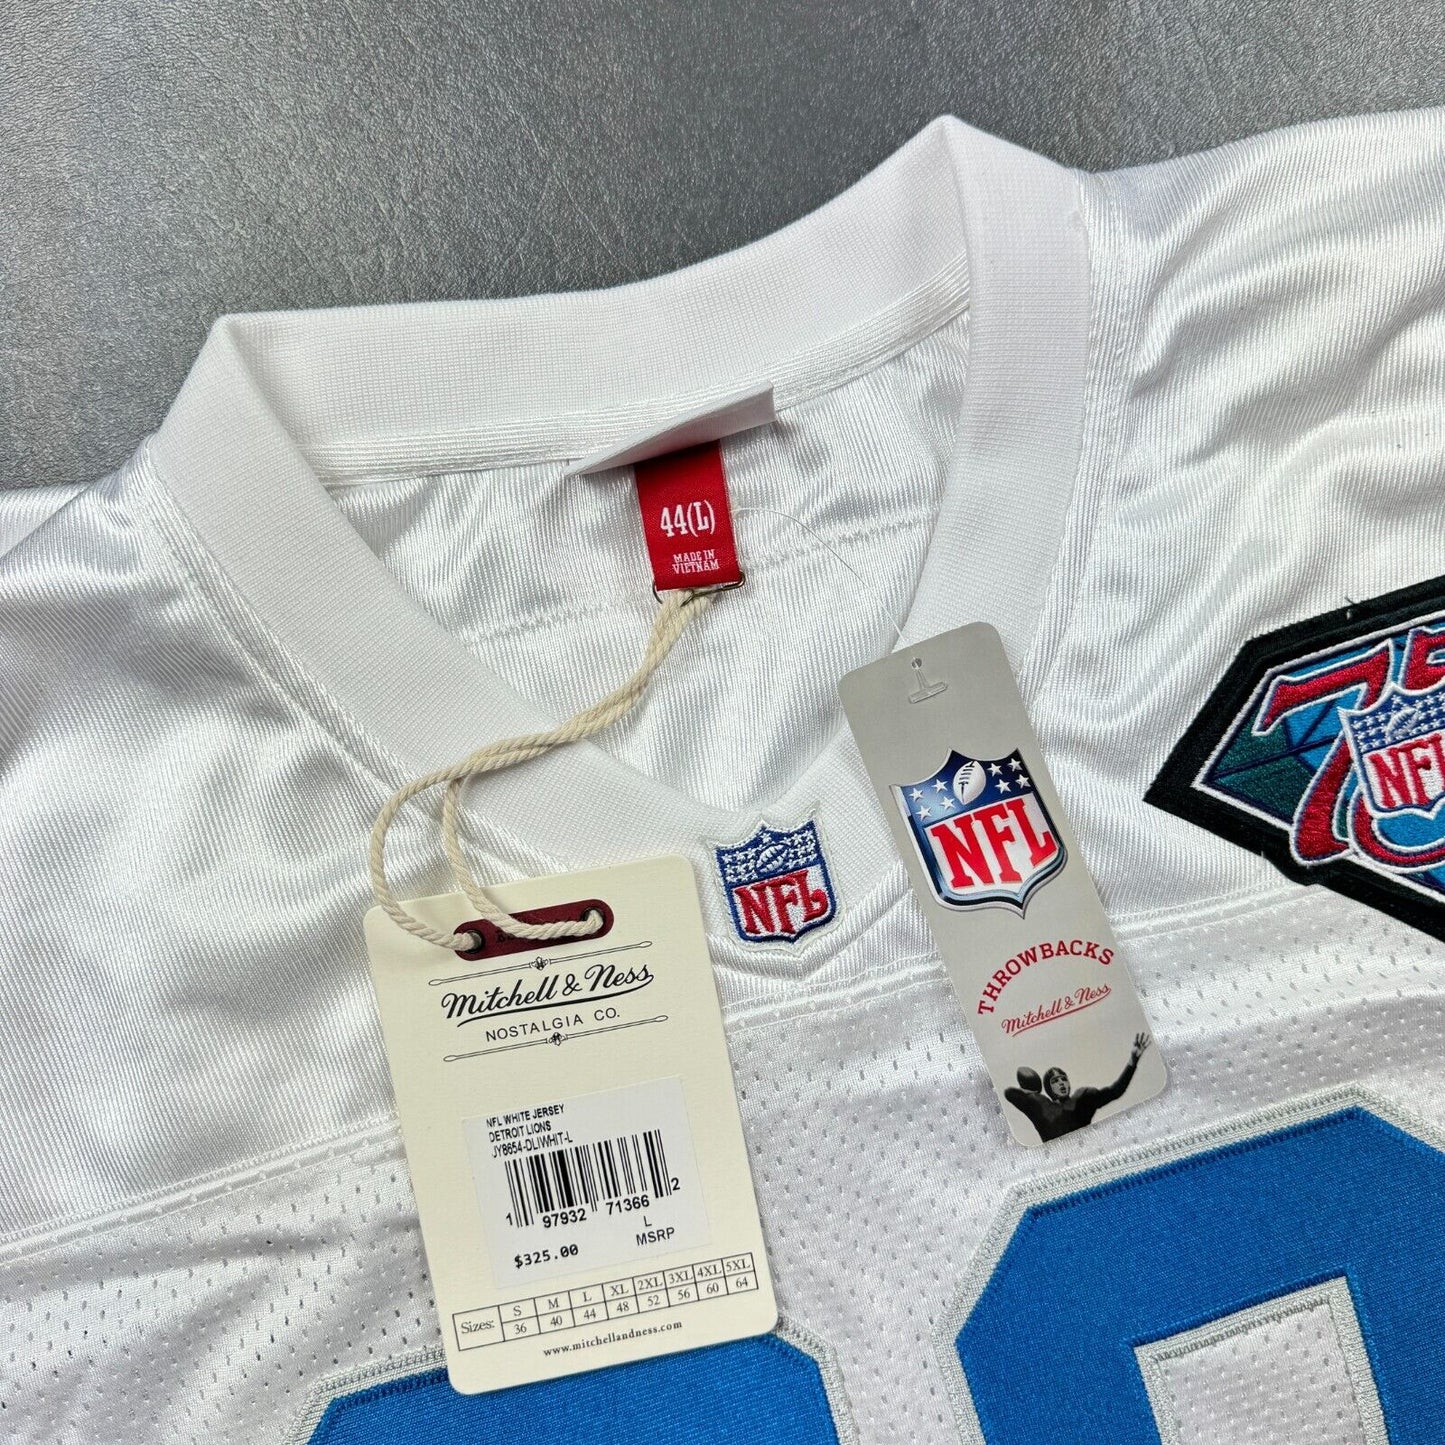 44(L)
MADE IN
VIETNAM
NFL
THROWBACKS
Mitchell & Ness
75
NFL
NFL
Mitchell & Ness
NOSTALGIA CO.
NFL WHITE JERSEY
DETROIT LIONS
JY8654-DLIWHIT-L
1 97932 71366 2
L
$325.00 MSRP
Sizes: S M L XL 2XL 3XL 4XL 5XL
36 40 44 48 52 56 60 64
www.mitchellandness.com